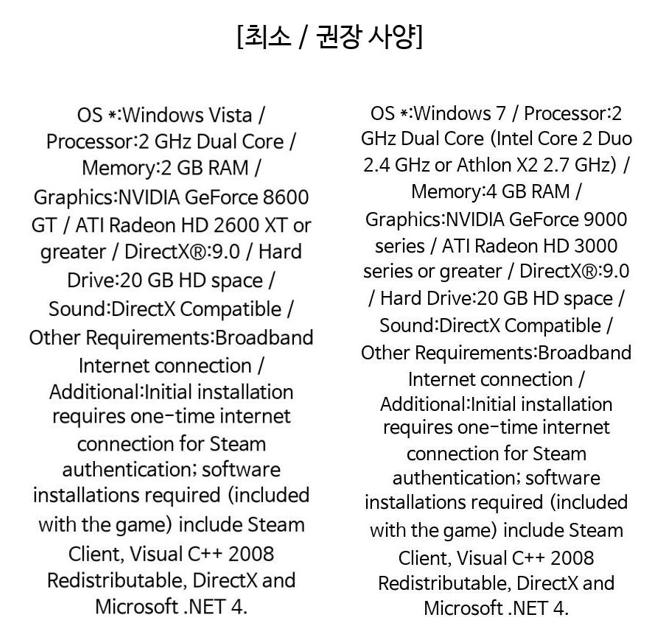 [최소 / 권장 사양]
OS *:Windows Vista /
Processor:2 GHz Dual Core /
Memory:2 GB RAM /
Graphics:NVIDIA GeForce 8600
GT / ATI Radeon HD 2600 XT or
greater / DirectX®:9.0 / Hard
Drive:20 GB HD space /
Sound:DirectX Compatible /
Other Requirements:Broadband
Internet connection /
Additional:Initial installation
requires one-time internet
connection for Steam
authentication; software
installations required (included
with the game) include Steam
Client, Visual C++ 2008
Redistributable, DirectX and
Microsoft .NET 4.
OS *:Windows 7 / Processor:2
GHz Dual Core (Intel Core 2 Duo
2.4 GHz or Athlon X2 2.7 GHz) /
Memory:4 GB RAM /
Graphics:NVIDIA GeForce 9000
series / ATI Radeon HD 3000
series or greater / DirectX®:9.0
/ Hard Drive:20 GB HD space /
Sound:DirectX Compatible /
Other Requirements:Broadband
Internet connection /
Additional:Initial installation
requires one-time internet
connection for Steam
authentication; software
installations required (included
with the game) include Steam
Client, Visual C++ 2008
Redistributable, DirectX and
Microsoft .NET 4.